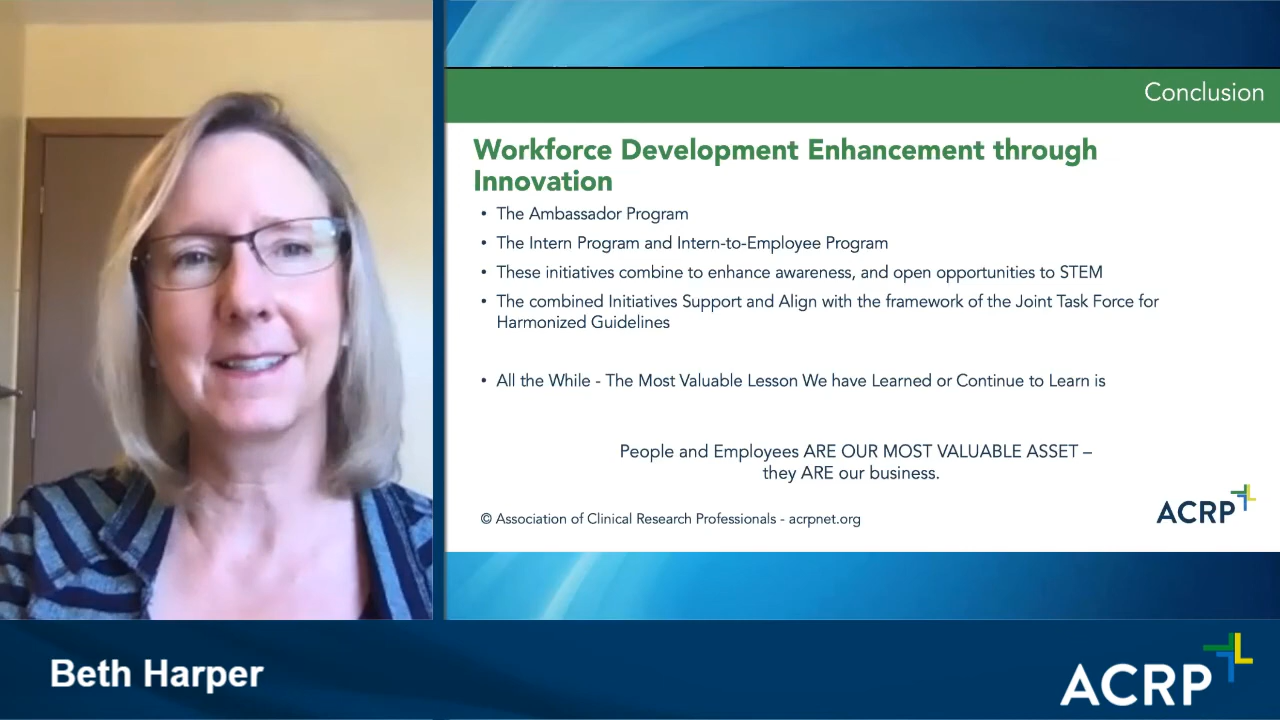 Conclusion
Workforce Development Enhancement through
Innovation
• The Ambassador Program
• The Intern Program and Intern-to-Employee Program
• These initiatives combine to enhance awareness, and open opportunities to STEM
• The combined Initiatives Support and Align with the framework of the Joint Task Force for
Harmonized Guidelines
• All the While - The Most Valuable Lesson We have Learned or Continue to Learn is
People and Employees ARE OUR MOST VALUABLE ASSET –
they ARE our business.
© Association of Clinical Research Professionals - acrpnet.org
ACRP
Beth Harper
ACRP